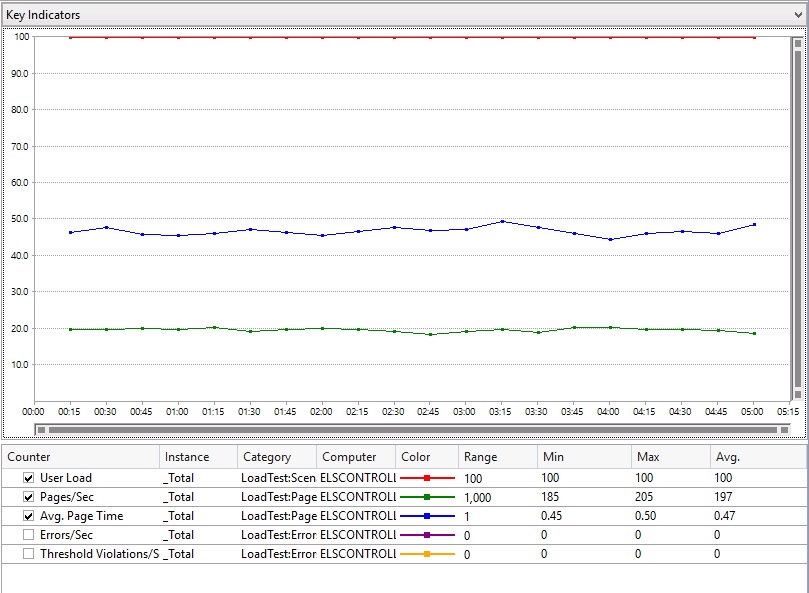 Key Indicators
100
90.0
80.0
70.0
60.0
50.0
40.0
30.0
20.0
10.0
00:00 00:15 00:30 00:45 01:00 01:15 01:30 01:45 02:00 02:15 02:30 02:45 03:00 03:15 03:30 03:45 04:00 04:15 04:30 04:45 05:00 05:15
Counter Instance Category Computer Color Range Min Max Avg.
User Load _Total LoadTest:Scen ELSCONTROLL 100 100 100 100
Pages/Sec _Total LoadTest:Page ELSCONTROLL 1,000 185 205 197
Avg. Page Time _Total LoadTest:Page ELSCONTROLL 1 0.45 0.50 0.47
Errors/Sec _Total LoadTest:Error ELSCONTROLL 0 0 0 0
Threshold Violations/S _Total LoadTest:Error ELSCONTROLL 0 0 0 0